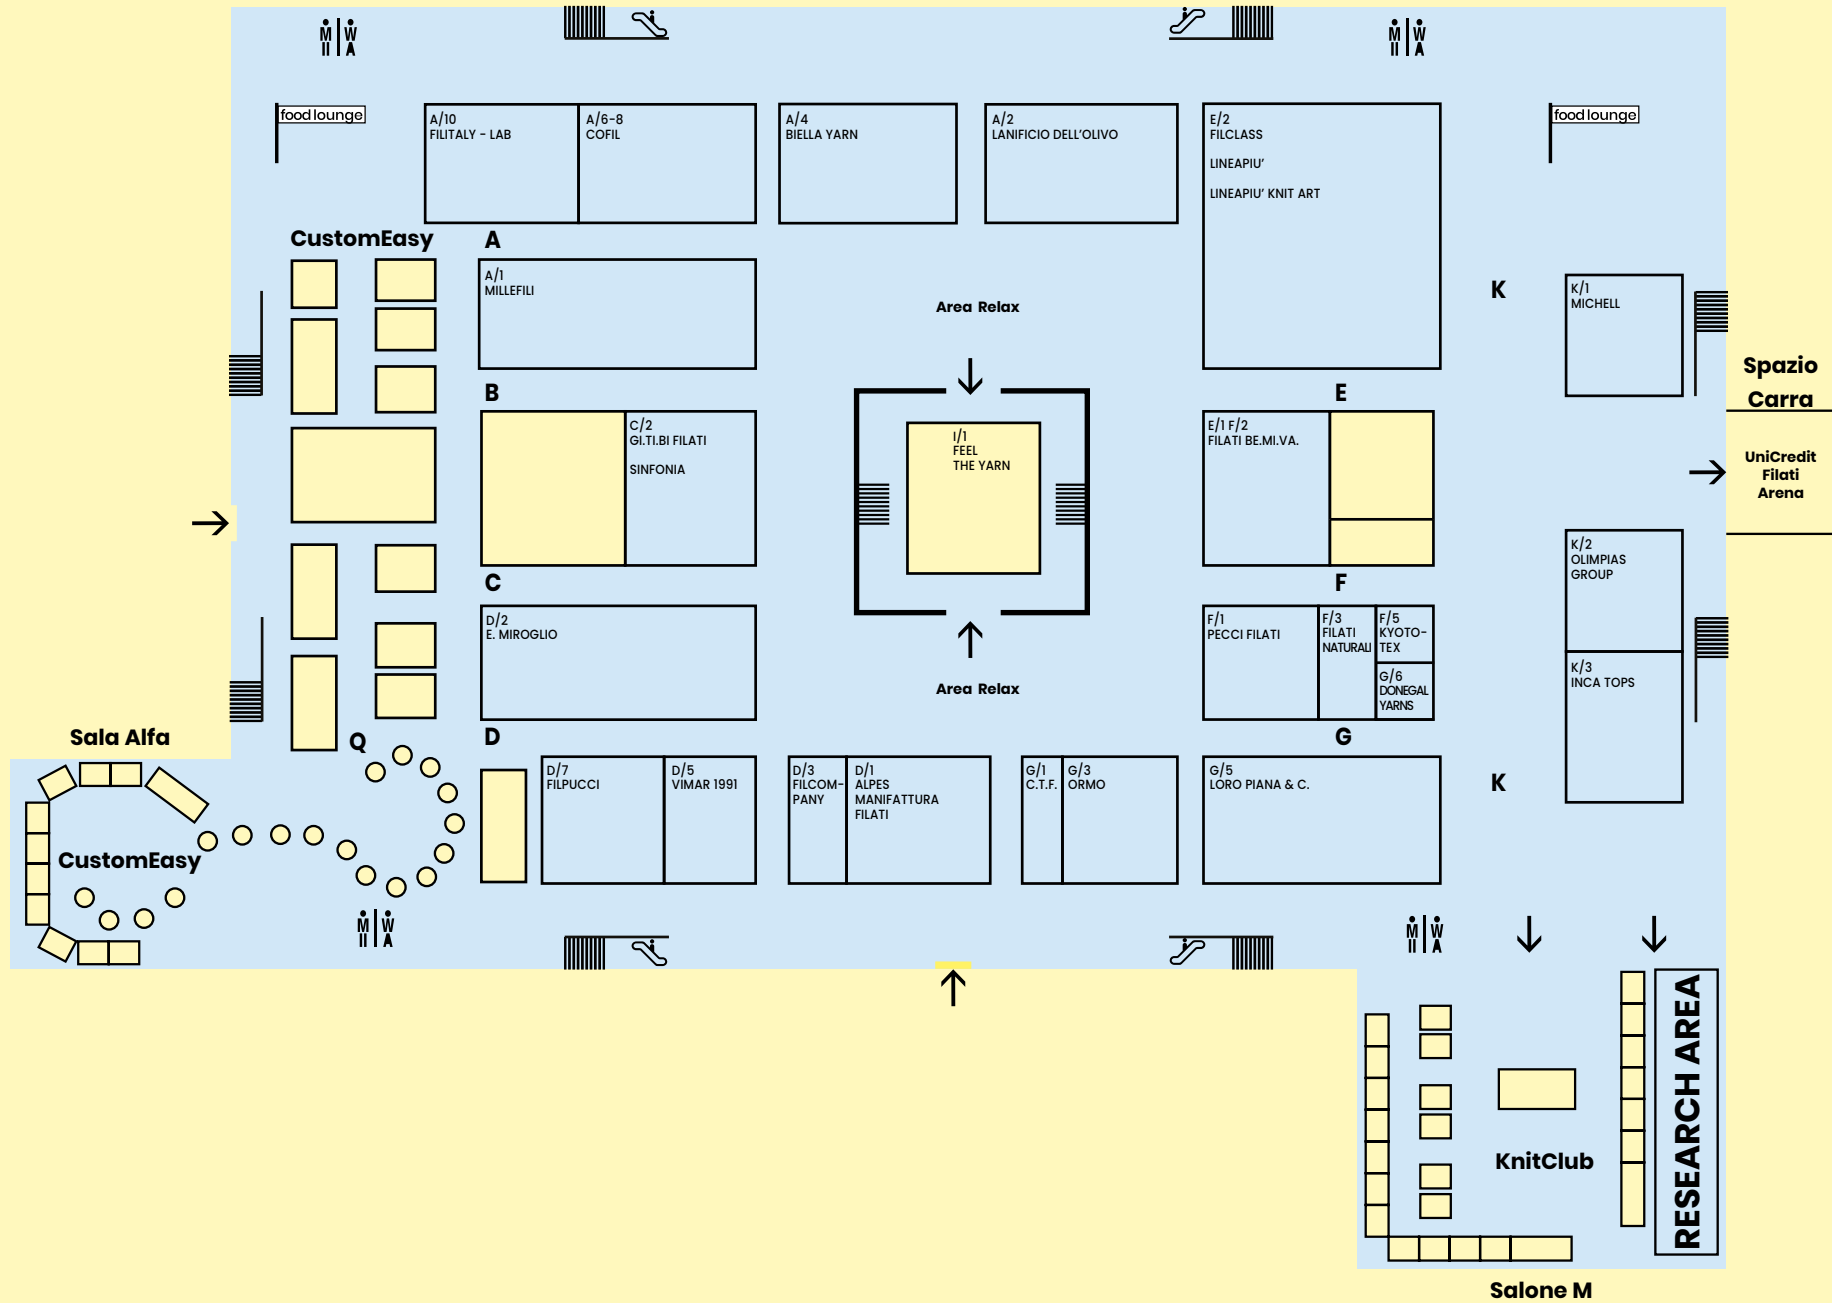 M II W A
M II W A
food lounge
food lounge
A/10
FILITALY - LAB
A/6-8
COFIL
A/4
BIELLA YARN
A/2
LANIFICIO DELL'OLIVO
E/2
FILCLASS
LINEAPIU'
LINEAPIU' KNIT ART
CustomEasy
A
A/1
MILLEFILI
Area Relax
K
K/1
MICHELL
Spazio
Carra
B
E
C/2
GI.TI.BI FILATI
SINFONIA
I/1
FEEL
THE YARN
E/1 F/2
FILATI BE.MI.VA.
UniCredit
Filati
Arena
K/2
OLIMPIAS
GROUP
C
F
D/2
E. MIROGLIO
F/1
PECCI FILATI
F/3
FILATI
NATURALI
F/5
KYOTO-
TEX
G/6
DONEGAL
YARNS
K/3
INCA TOPS
Area Relax
Sala Alfa
Q
D
G
D/7
FILPUCCI
D/5
VIMAR 1991
D/3
FILCOM-
PANY
D/1
ALPES
MANIFATTURA
FILATI
G/1
C.T.F.
G/3
ORMO
G/5
LORO PIANA & C.
K
CustomEasy
M II W A
M II W A
RESEARCH AREA
KnitClub
Salone M